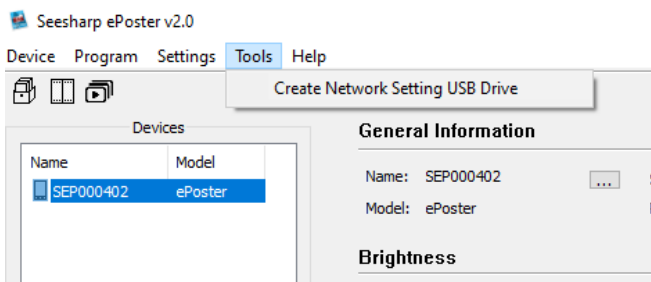 Seesharp ePoster v2.0
Device Program Settings Tools Help
Create Network Setting USB Drive
Devices
Name Model
SEP000402 ePoster
General Information
Name: SEP000402 ...
Model: ePoster
Brightness